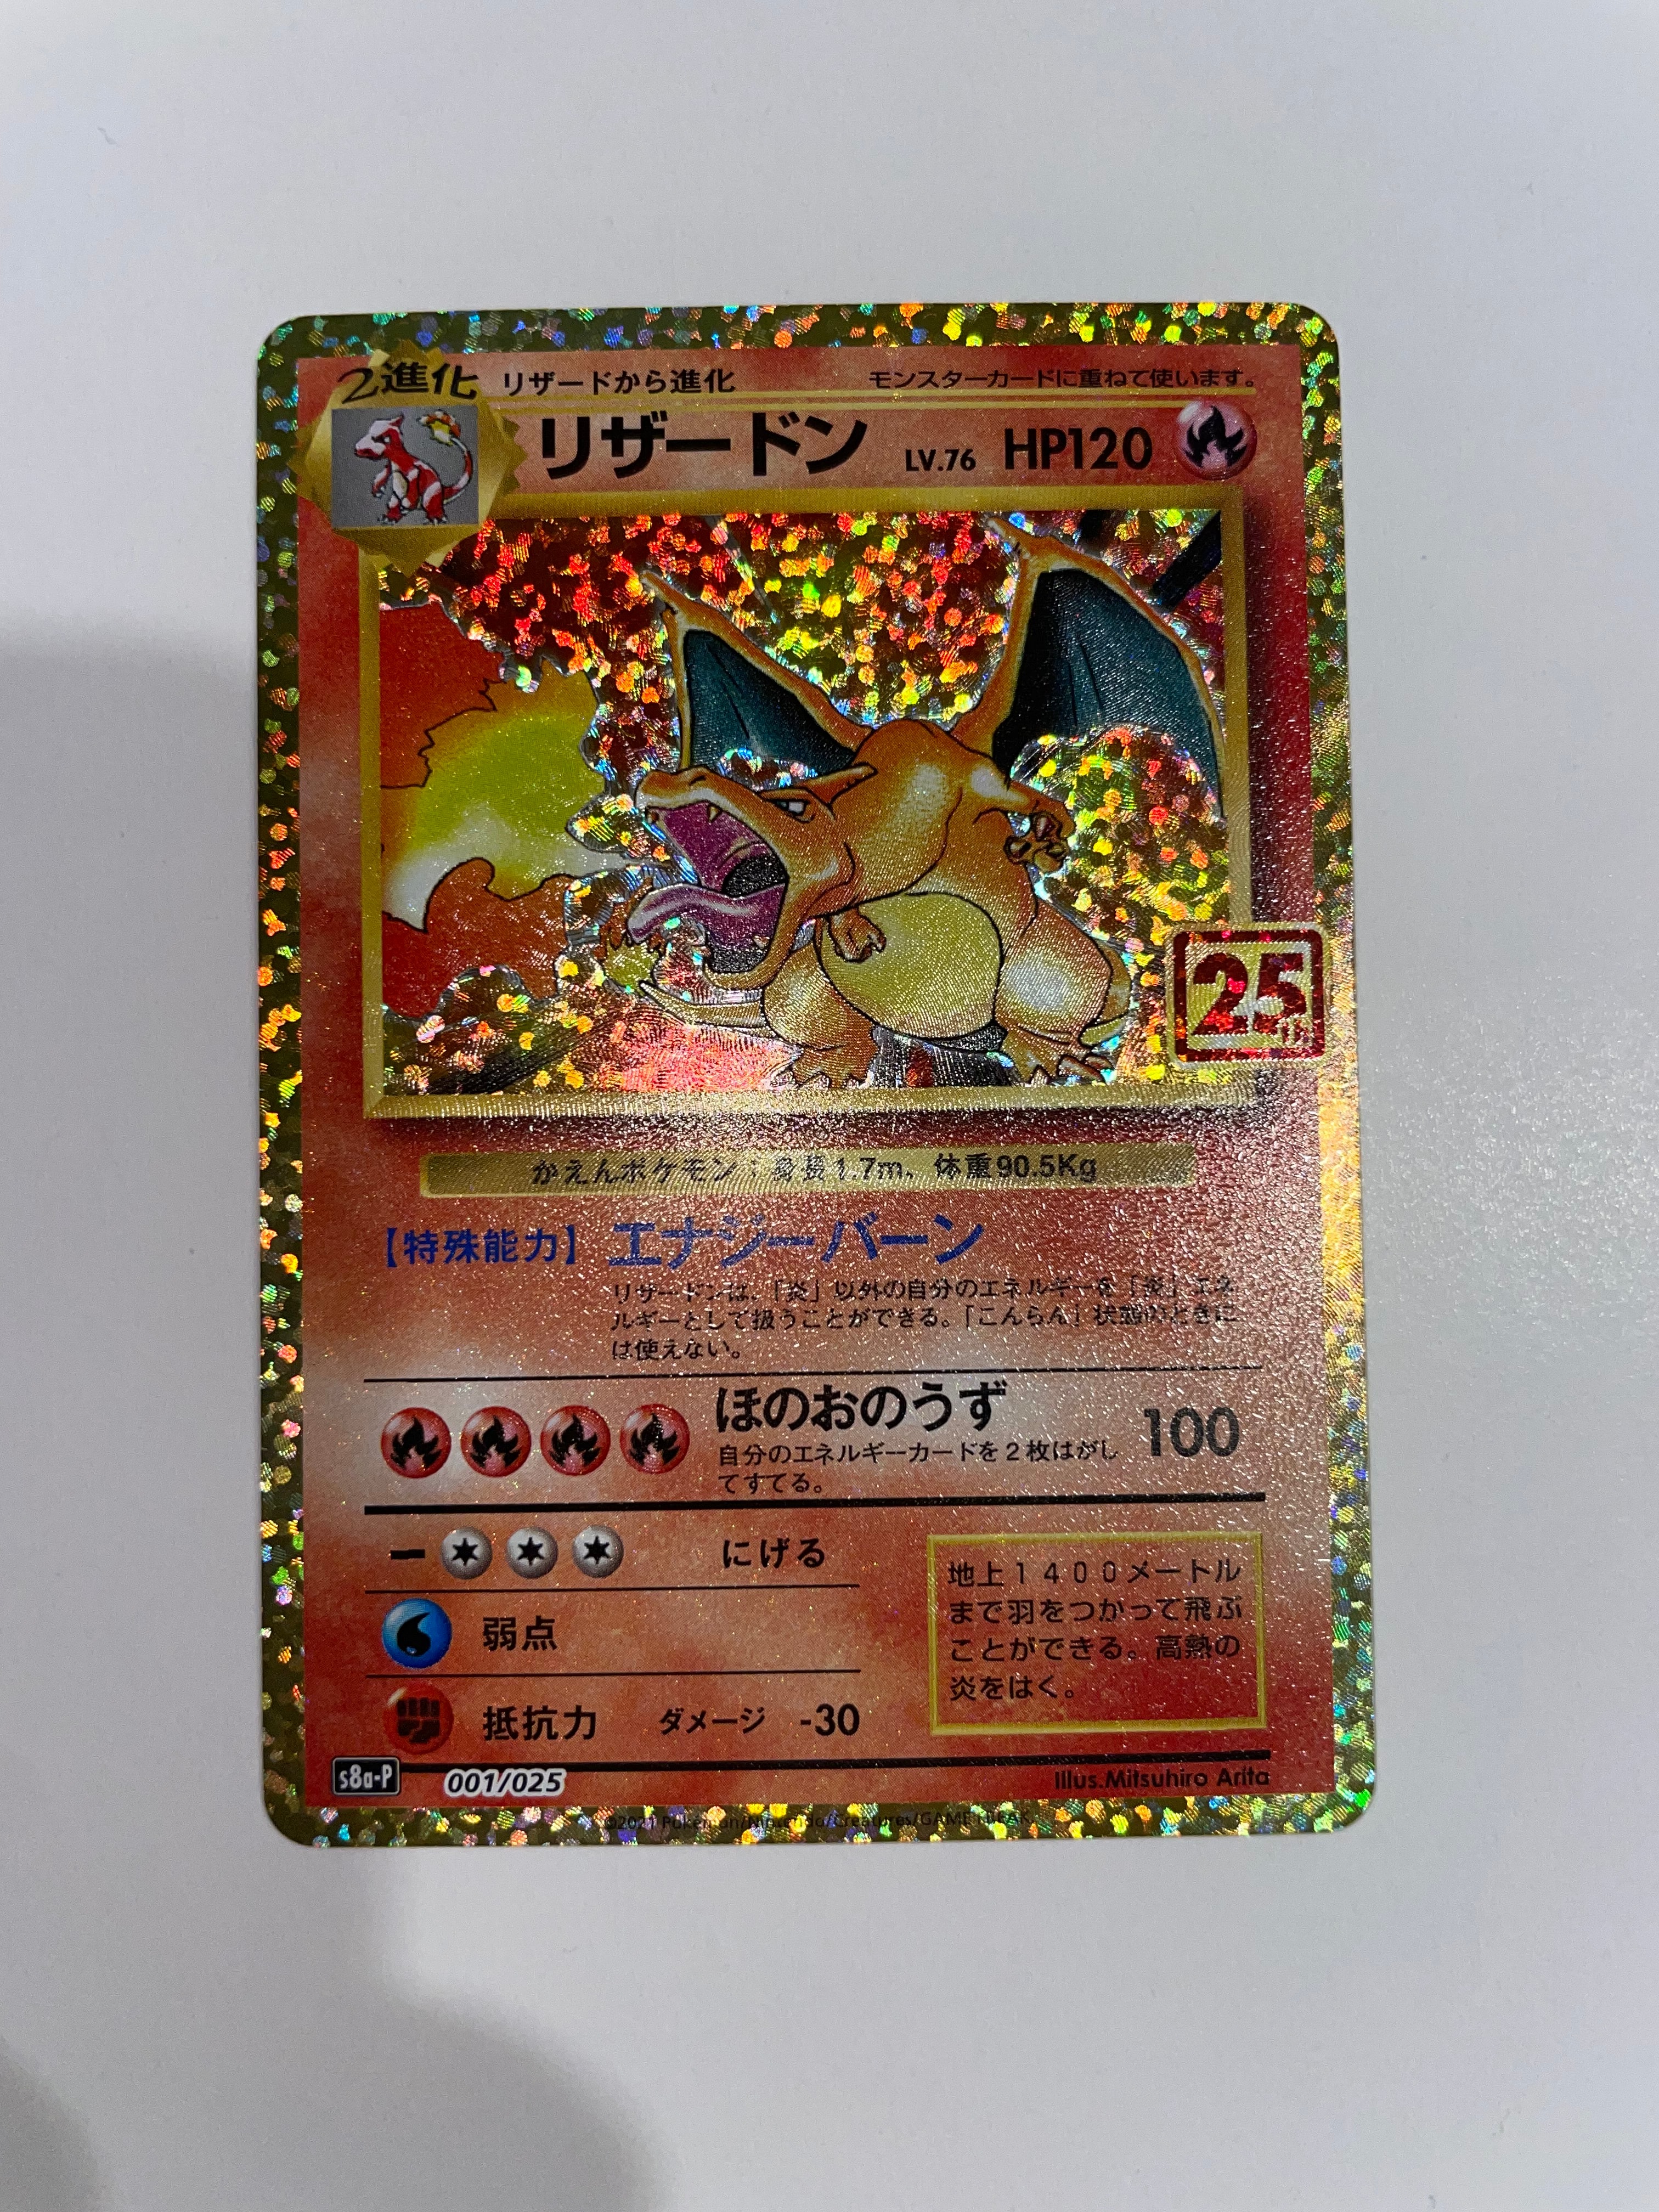 2進化 リザードから進化 モンスターカードに重ねて使います。
リザードン LV.76 HP120
25th
かえんポケモン:身長1.7m、体重90.5Kg
【特殊能力】 エナジーバーン
リザードンは、「炎」以外の自分のエネルギーを「炎」エネ
ルギーとして扱うことができる。「こんらん」状態のときに
は使えない。
ほのおのうず 100
自分のエネルギーカードを2枚はがし
てすてる。
ー にげる
弱点
抵抗力 ダメージ -30
地上1400メートル
まで羽をつかって飛ぶ
ことができる。高熱の
炎をはく。
s8a-P 001/025 Illus.Mitsuhiro Arita
©2021 Pokémon/Nintendo/Creatures/GAME FREAK